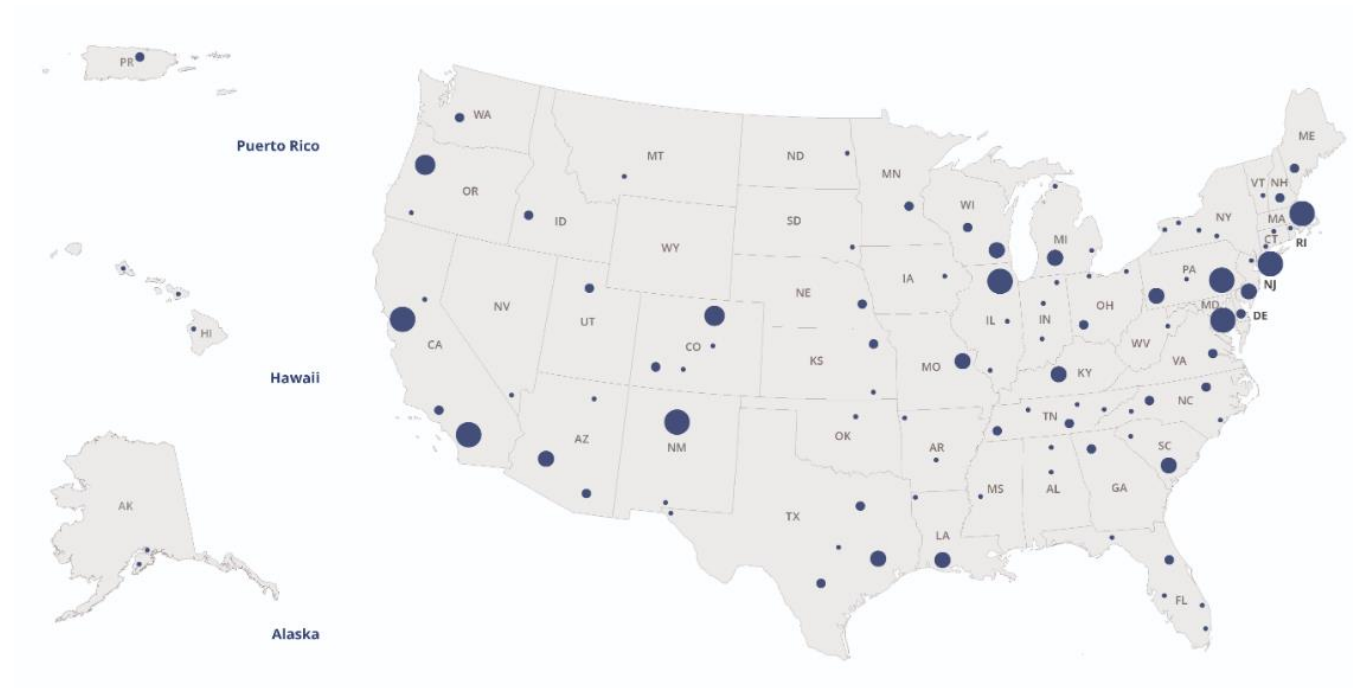 PR
Puerto Rico
HI
Hawaii
AK
Alaska
WA
OR
ID
MT
ND
MN
WI
MI
ME
VT
NH
NY
MA
CT
RI
SD
WY
NV
UT
CA
NE
IA
IL
IN
OH
PA
NJ
MD
DE
CO
KS
MO
KY
WV
VA
AZ
NM
OK
AR
TN
NC
SC
TX
LA
MS
AL
GA
FL